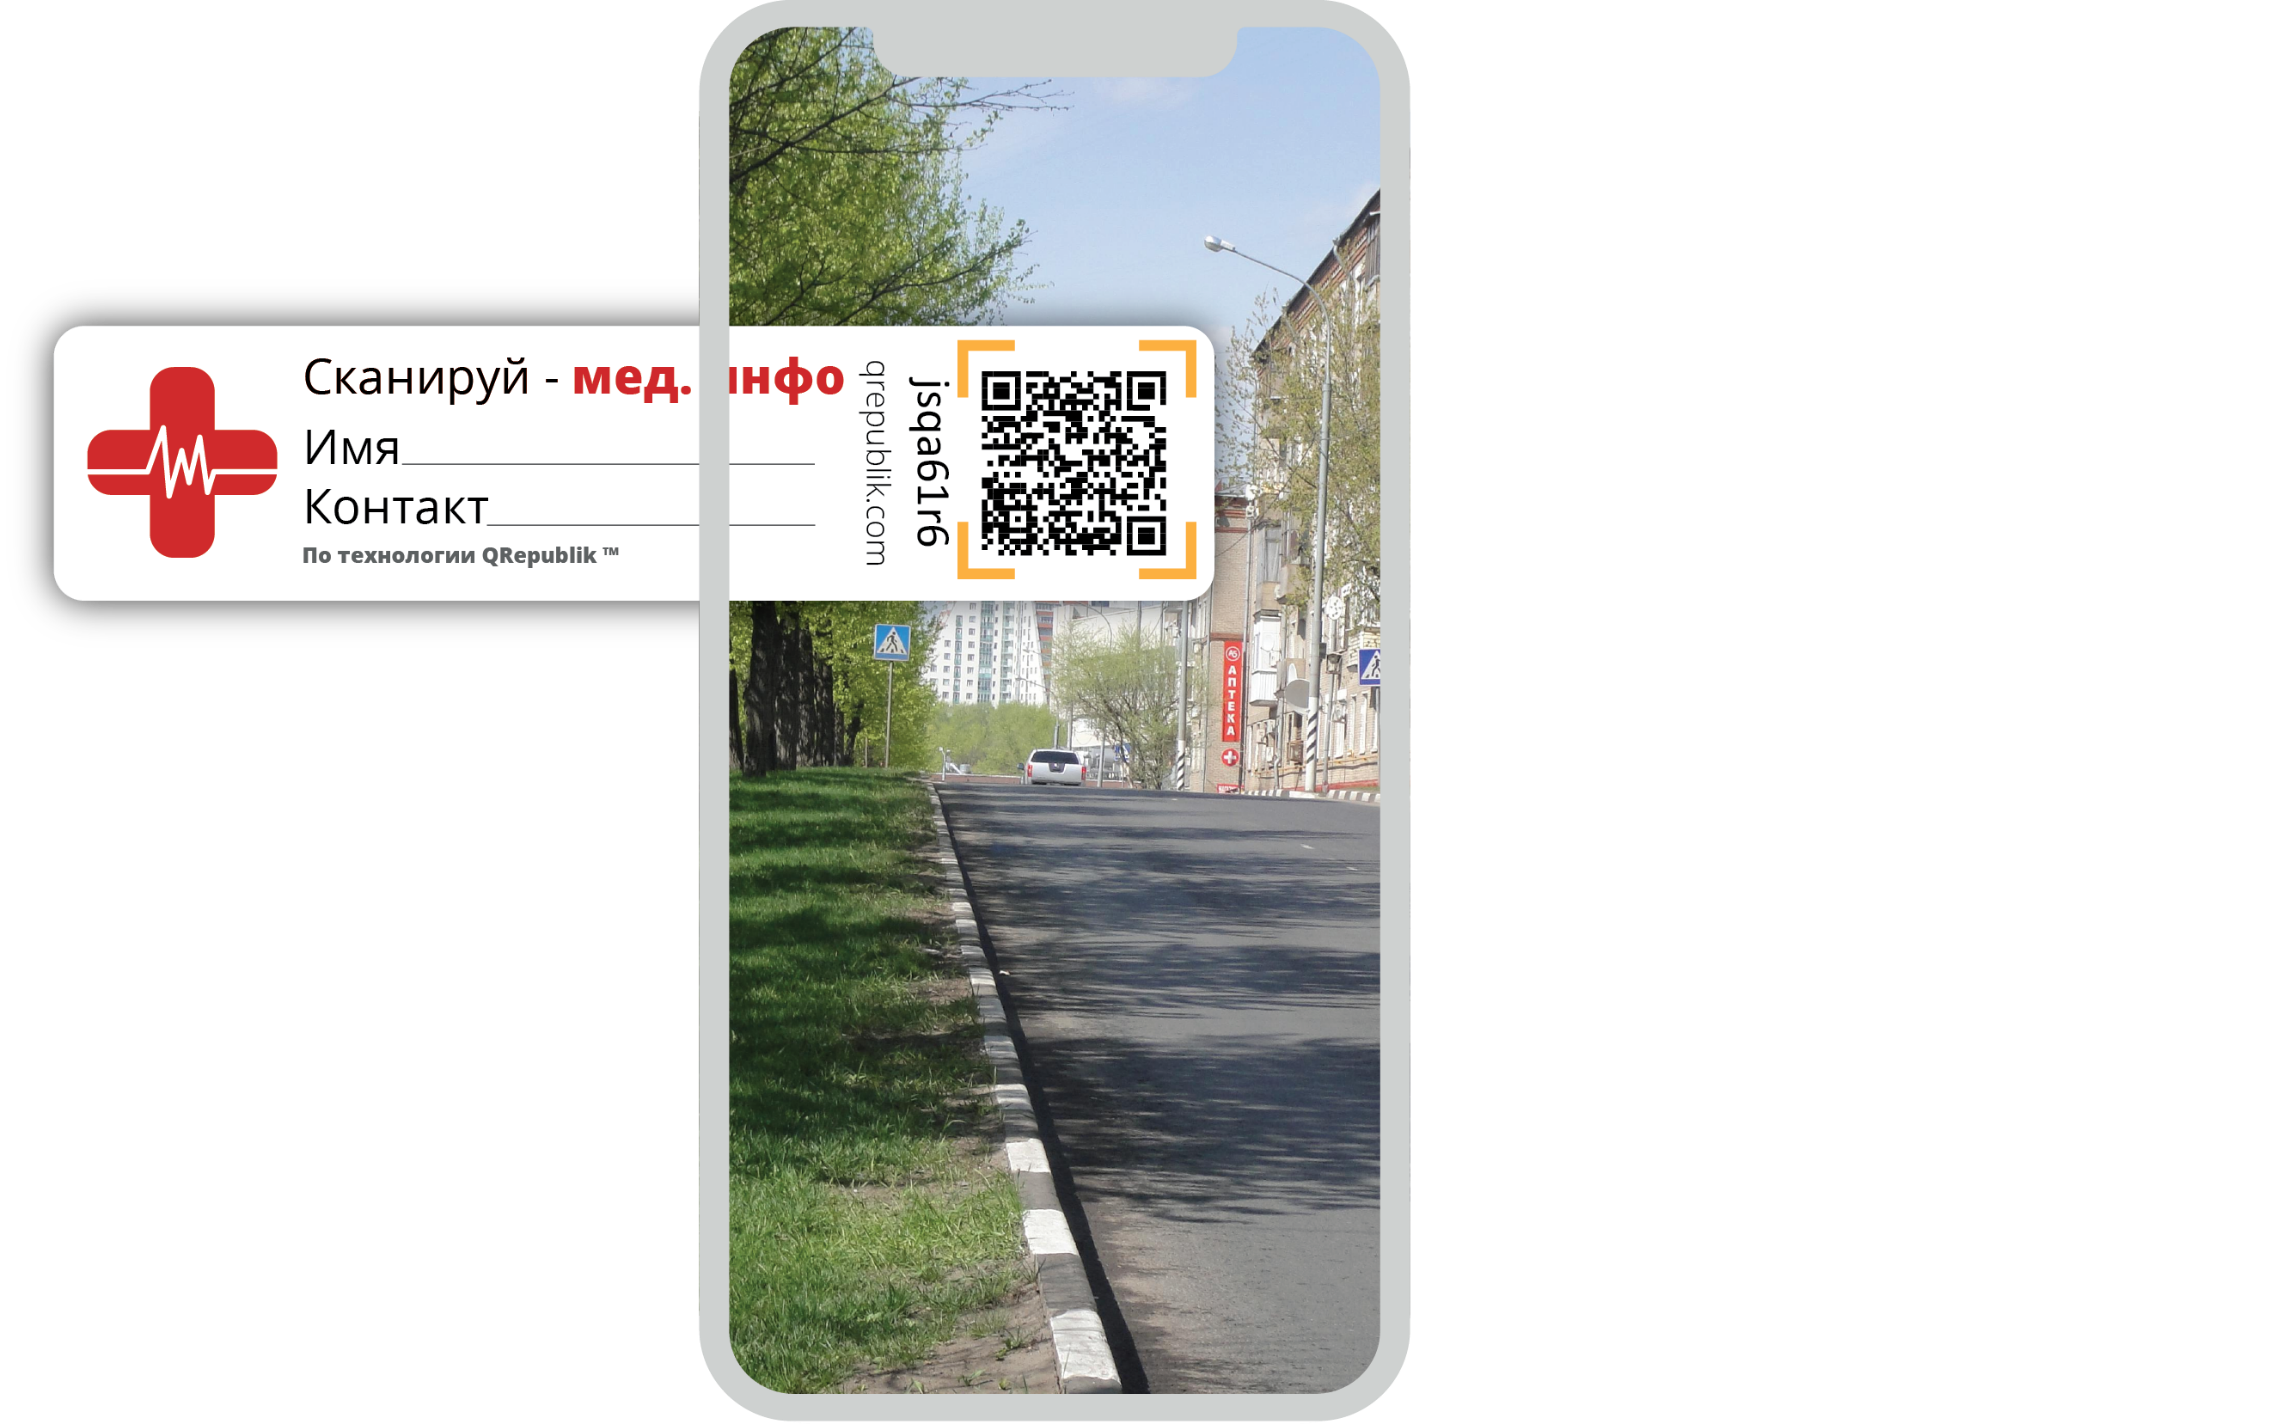 Сканируй - мед. инфо
Имя
Контакт
По технологии QRepublik ™
qrepublik.com
jsqa61r6
АПТЕКА